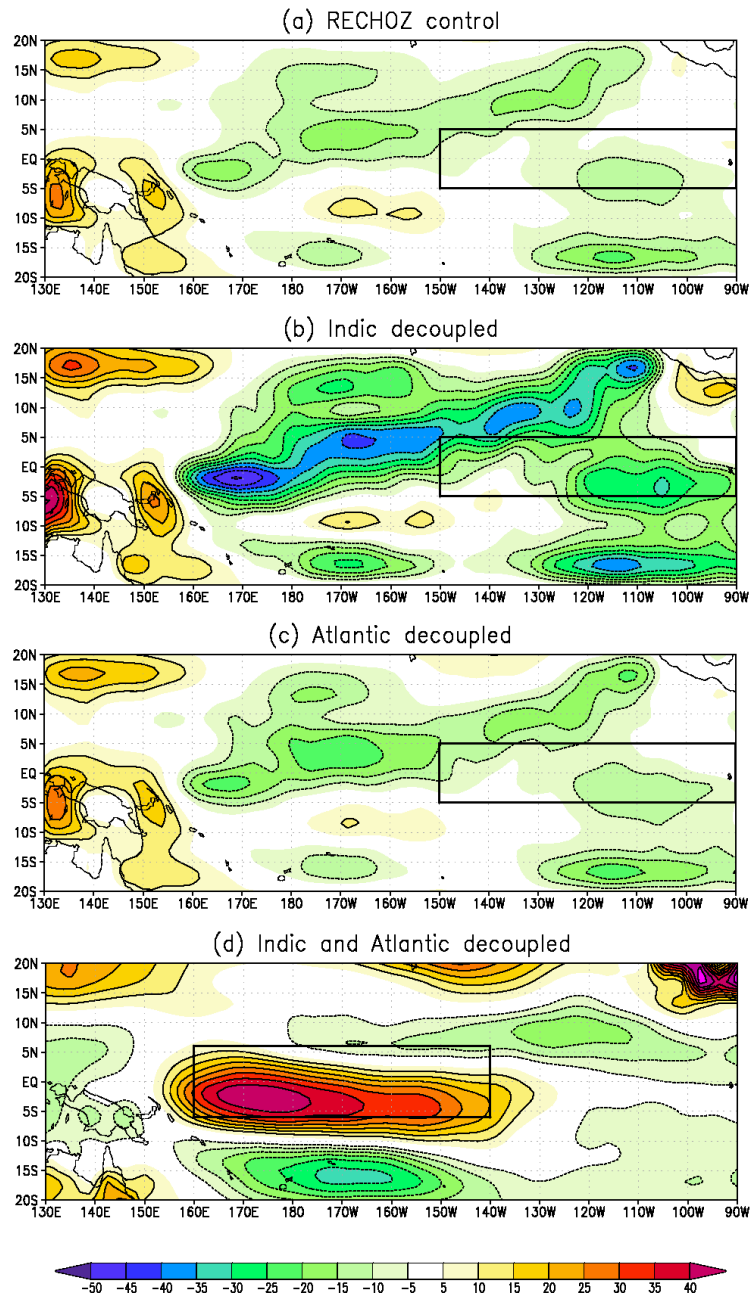 (a) RECHOZ control
20N
15N
10N
5N
EQ
5S
10S
15S
20S
130E 140E 150E 160E 170E 180 170W 160W 150W 140W 130W 120W 110W 100W 90W
(b) Indic decoupled
20N
15N
10N
5N
EQ
5S
10S
15S
20S
130E 140E 150E 160E 170E 180 170W 160W 150W 140W 130W 120W 110W 100W 90W
(c) Atlantic decoupled
20N
15N
10N
5N
EQ
5S
10S
15S
20S
130E 140E 150E 160E 170E 180 170W 160W 150W 140W 130W 120W 110W 100W 90W
(d) Indic and Atlantic decoupled
20N
15N
10N
5N
EQ
5S
10S
15S
20S
130E 140E 150E 160E 170E 180 170W 160W 150W 140W 130W 120W 110W 100W 90W
-50 -45 -40 -35 -30 -25 -20 -15 -10 -5 5 10 15 20 25 30 35 40